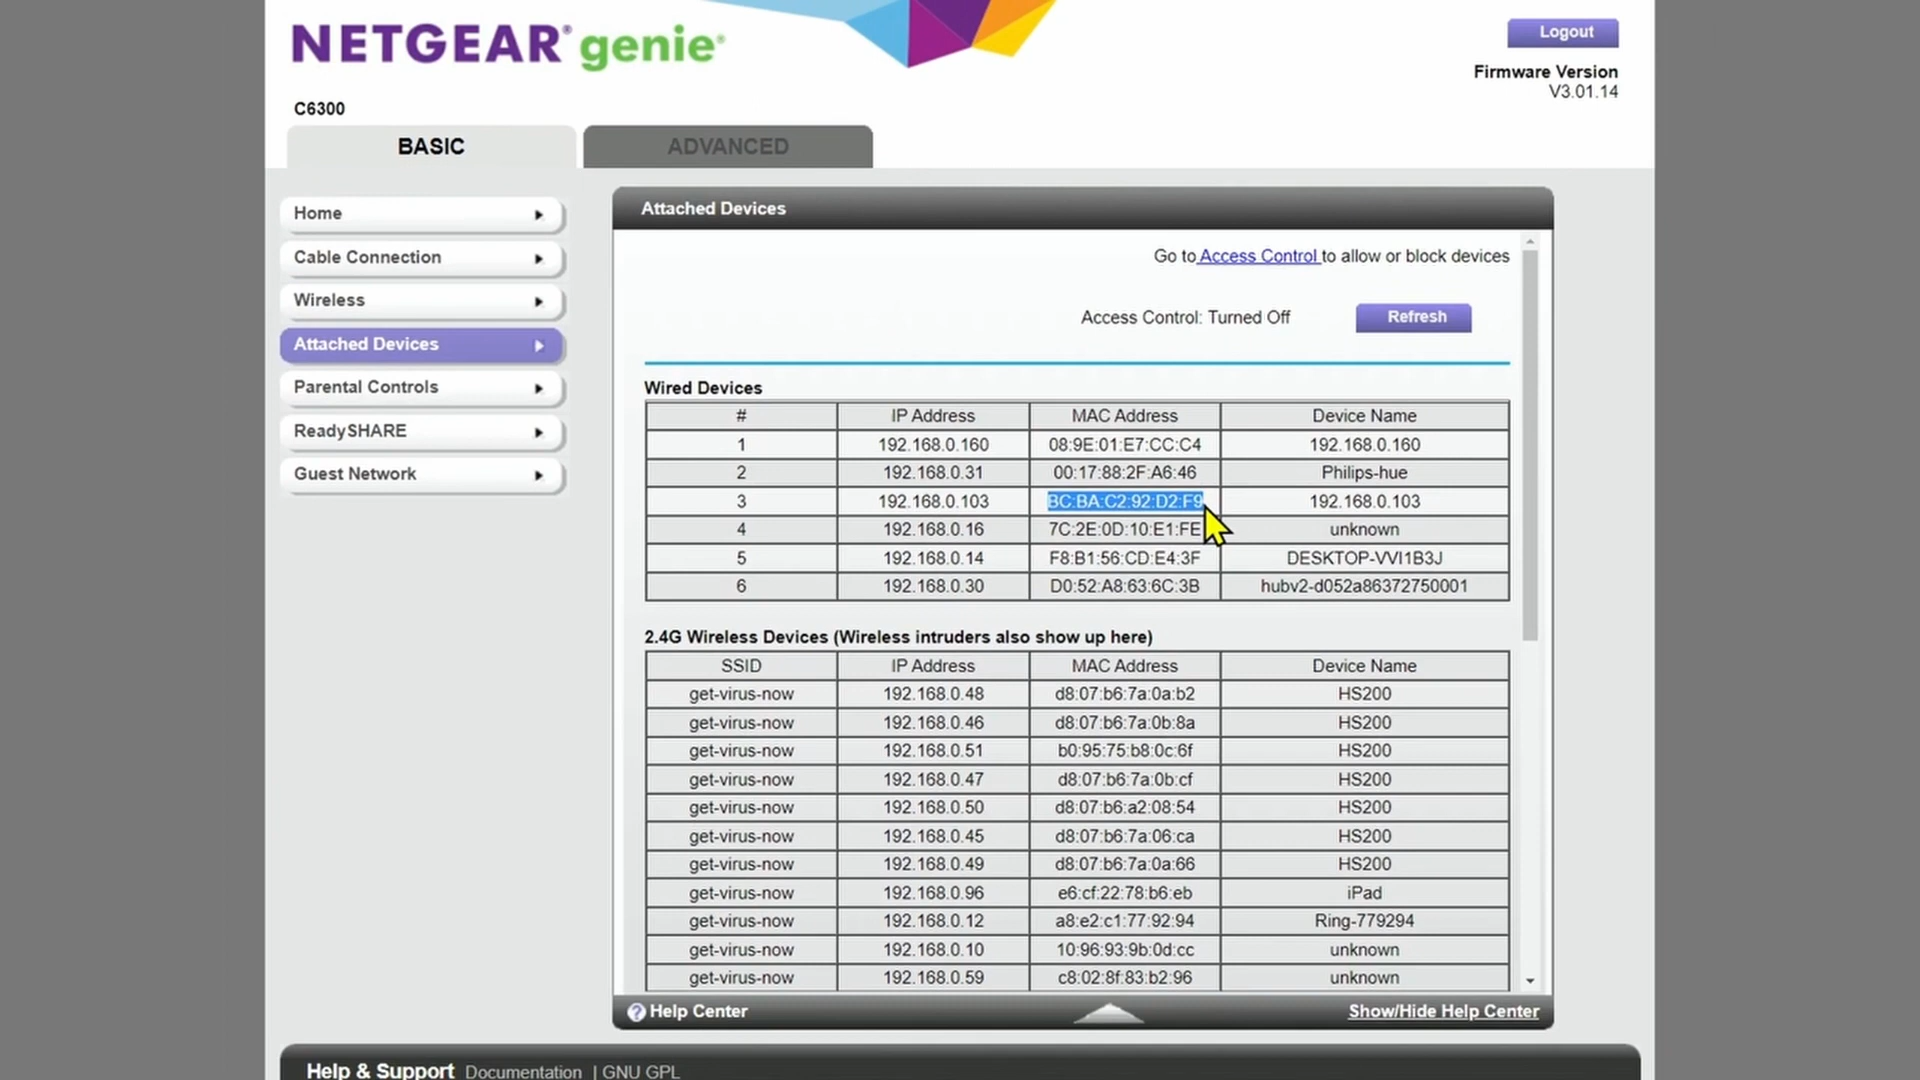 NETGEAR® genie®
Logout
Firmware Version
V3.01.14
C6300
BASIC
ADVANCED
Home
Cable Connection
Wireless
Attached Devices
Parental Controls
ReadySHARE
Guest Network
Attached Devices
Go to Access Control to allow or block devices
Access Control: Turned Off
Refresh
Wired Devices
# IP Address MAC Address Device Name
1 192.168.0.160 08:9E:01:E7:CC:C4 192.168.0.160
2 192.168.0.31 00:17:88:2F:A6:46 Philips-hue
3 192.168.0.103 BC:BA:C2:92:D2:F9 192.168.0.103
4 192.168.0.16 7C:2E:0D:10:E1:FE unknown
5 192.168.0.14 F8:B1:56:CD:E4:3F DESKTOP-VVI1B3J
6 192.168.0.30 D0:52:A8:63:6C:3B hubv2-d052a86372750001
2.4G Wireless Devices (Wireless intruders also show up here)
SSID IP Address MAC Address Device Name
get-virus-now 192.168.0.48 d8:07:b6:7a:0a:b2 HS200
get-virus-now 192.168.0.46 d8:07:b6:7a:0b:8a HS200
get-virus-now 192.168.0.51 b0:95:75:b8:0c:6f HS200
get-virus-now 192.168.0.47 d8:07:b6:7a:0b:cf HS200
get-virus-now 192.168.0.50 d8:07:b6:a2:08:54 HS200
get-virus-now 192.168.0.45 d8:07:b6:7a:06:ca HS200
get-virus-now 192.168.0.49 d8:07:b6:7a:0a:66 HS200
get-virus-now 192.168.0.96 e6:cf:22:78:b6:eb iPad
get-virus-now 192.168.0.12 a8:e2:c1:77:92:94 Ring-779294
get-virus-now 192.168.0.10 10:96:93:9b:0d:cc unknown
get-virus-now 192.168.0.59 c8:02:8f:83:b2:96 unknown
? Help Center
Show/Hide Help Center
Help & Support Documentation | GNU GPL